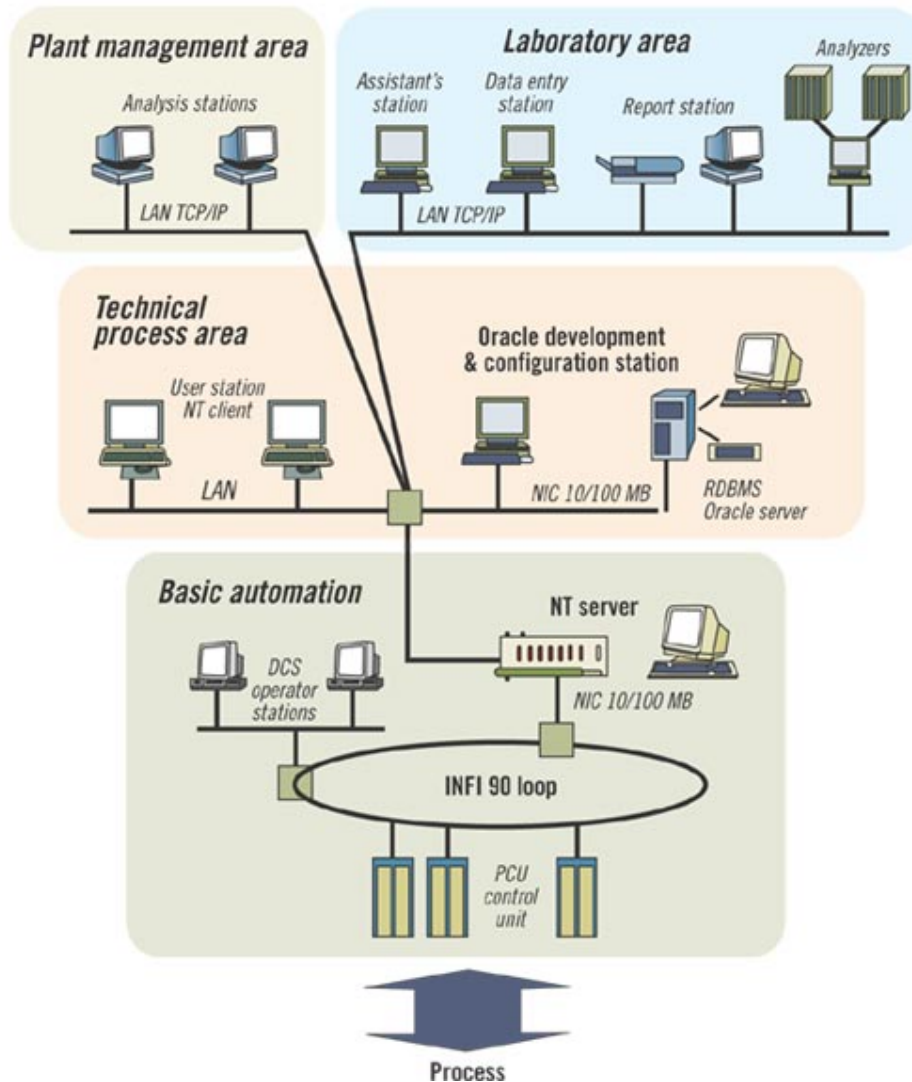 Plant management area
Analysis stations
LAN TCP/IP
Laboratory area
Assistant's
station
Data entry
station
Report station
Analyzers
LAN TCP/IP
Technical
process area
User station
NT client
LAN
Oracle development
& configuration station
NIC 10/100 MB
RDBMS
Oracle server
Basic automation
DCS
operator
stations
NT server
NIC 10/100 MB
INFI 90 loop
PCU
control
unit
Process